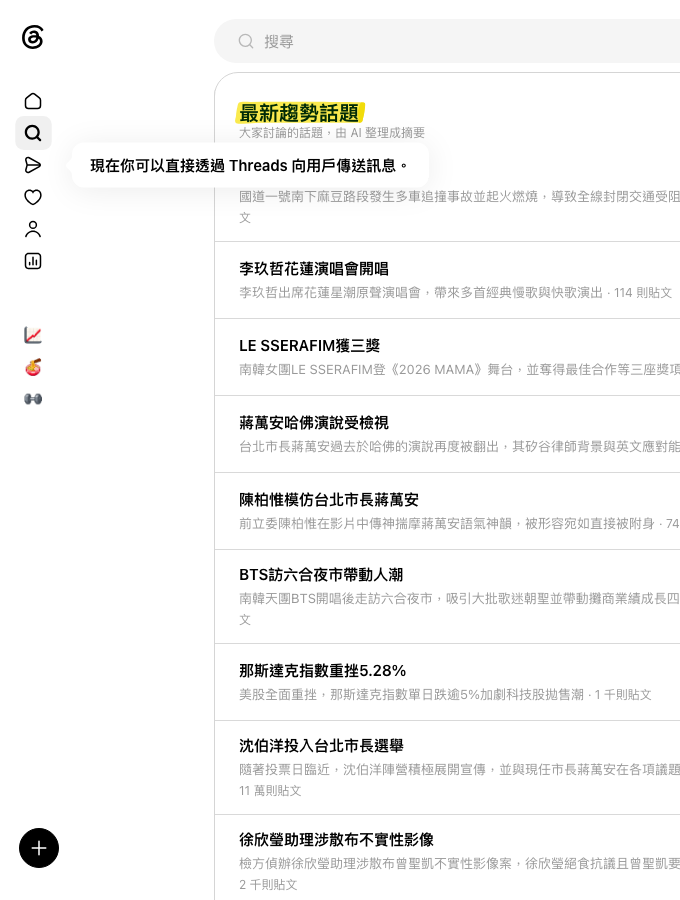 搜尋
最新趨勢話題
大家討論的話題，由 AI 整理成摘要
現在你可以直接透過 Threads 向用戶傳送訊息。
國道一號南下麻豆路段發生多車追撞事故並起火燃燒，導致全線封閉交通受阻
文
李玖哲花蓮演唱會開唱
李玖哲出席花蓮星潮原聲演唱會，帶來多首經典慢歌與快歌演出 · 114 則貼文
LE SSERAFIM獲三獎
南韓女團LE SSERAFIM登《2026 MAMA》舞台，並奪得最佳合作等三座獎項
蔣萬安哈佛演說受檢視
台北市長蔣萬安過去於哈佛的演說再度被翻出，其矽谷律師背景與英文應對能
陳柏惟模仿台北市長蔣萬安
前立委陳柏惟在影片中傳神揣摩蔣萬安語氣神韻，被形容宛如直接被附身 · 74
BTS訪六合夜市帶動人潮
南韓天團BTS開唱後走訪六合夜市，吸引大批歌迷朝聖並帶動攤商業績成長四
文
那斯達克指數重挫5.28%
美股全面重挫，那斯達克指數單日跌逾5%加劇科技股拋售潮 · 1 千則貼文
沈伯洋投入台北市長選舉
隨著投票日臨近，沈伯洋陣營積極展開宣傳，並與現任市長蔣萬安在各項議題
11 萬則貼文
徐欣瑩助理涉散布不實性影像
檢方偵辦徐欣瑩助理涉散布曾聖凱不實性影像案，徐欣瑩絕食抗議且曾聖凱要
2 千則貼文